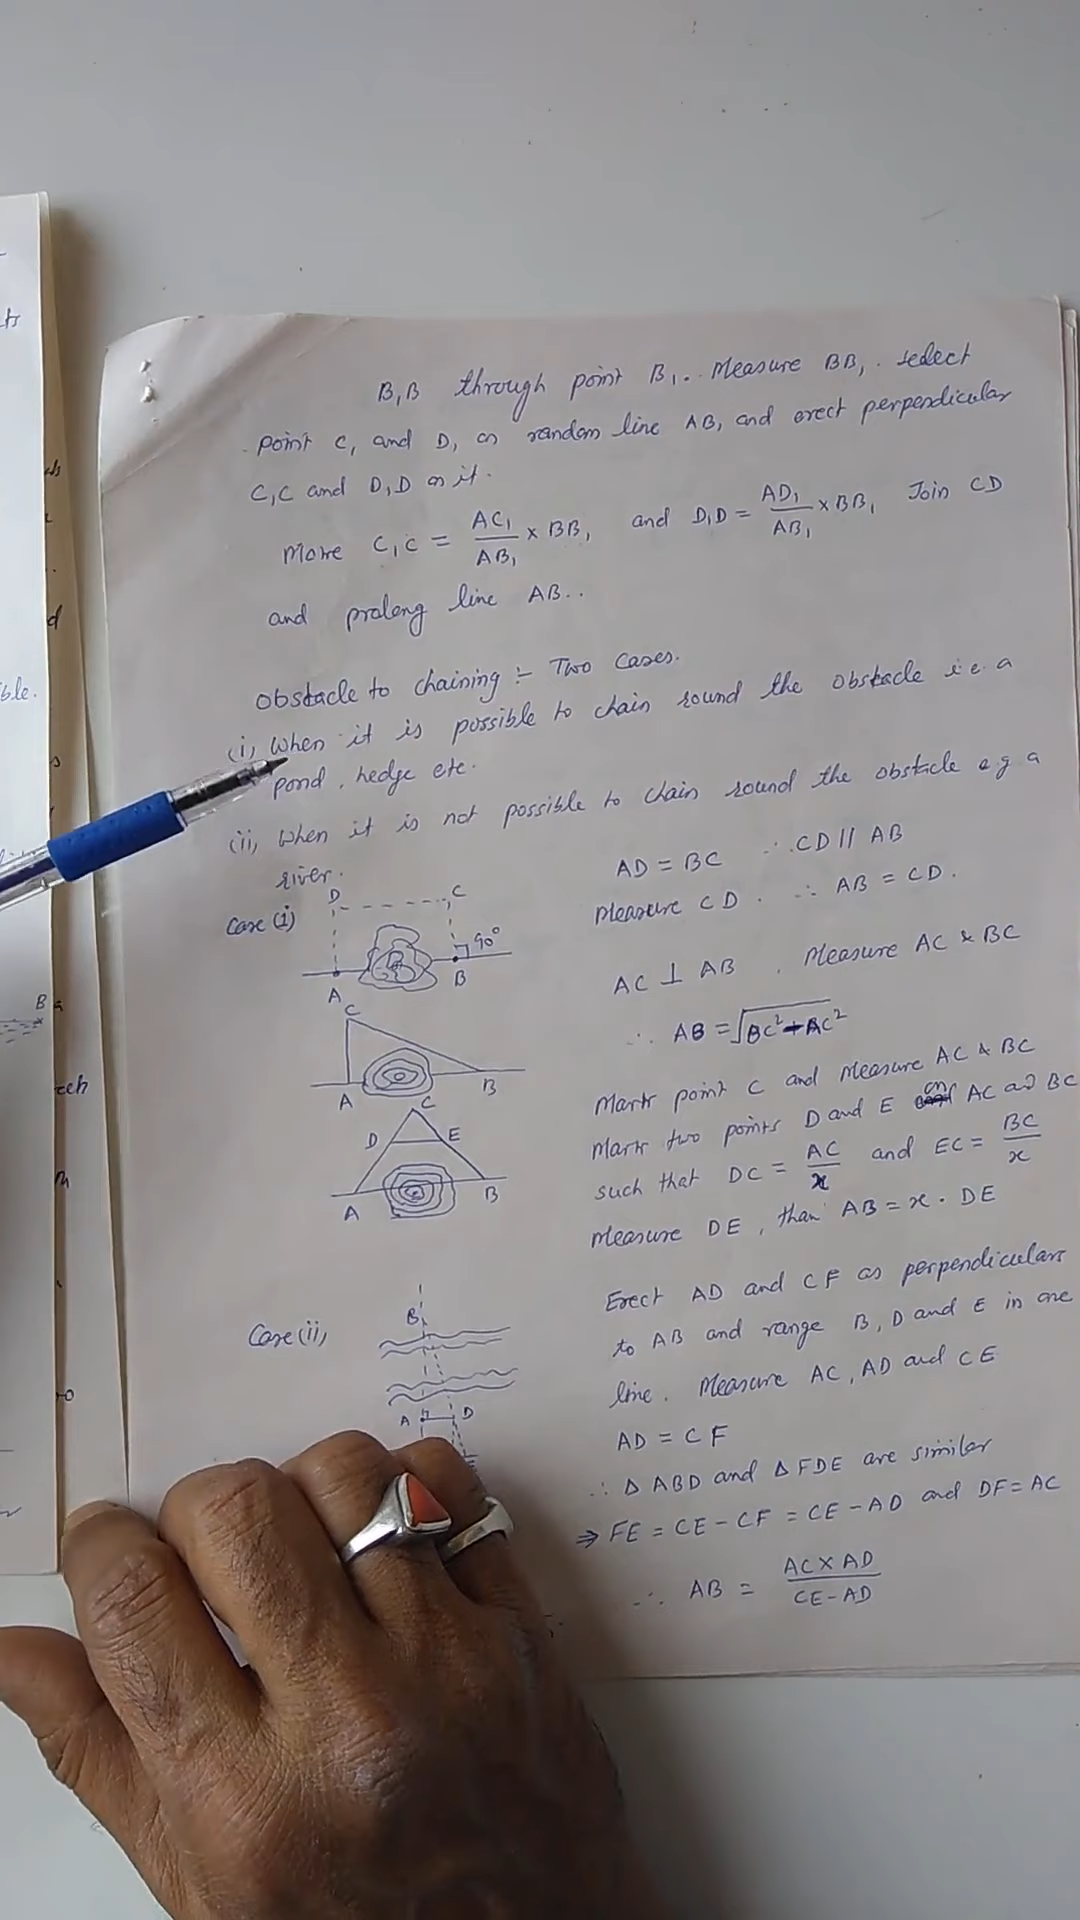 B₁B through point B₁.. Measure BB₁. select
point C₁ and D₁ on random line AB₁ and erect perpendicular
C₁C and D₁D on it.
More C₁C = AC₁/AB₁ × BB₁ and D₁D = AD₁/AB₁ × BB₁ Join CD
and prolong line AB..
Obstacle to chaining :- Two Cases.
(i) When it is possible to chain round the obstacle i.e. a
pond, hedge etc.
(ii) When it is not possible to chain round the obstacle e.g a
river.
Case (i)
D C
90°
A B
AD = BC ∴ CD || AB
Measure CD. ∴ AB = CD.
C
A B
AC ⊥ AB, Measure AC & BC
∴ AB = √BC² - AC²
C
D E
A B
Mark point C and measure AC & BC
Mark two points D and E on AC and BC
such that DC = AC/x and EC = BC/x
Measure DE, than AB = x . DE
Case (ii)
B
A D
Erect AD and CF as perpendiculars
to AB and range B, D and E in one
line. Measure AC, AD and CE
AD = CF
∴ Δ ABD and Δ FDE are similar
⇒ FE = CE - CF = CE - AD and DF = AC
∴ AB = AC × AD/CE - AD
B